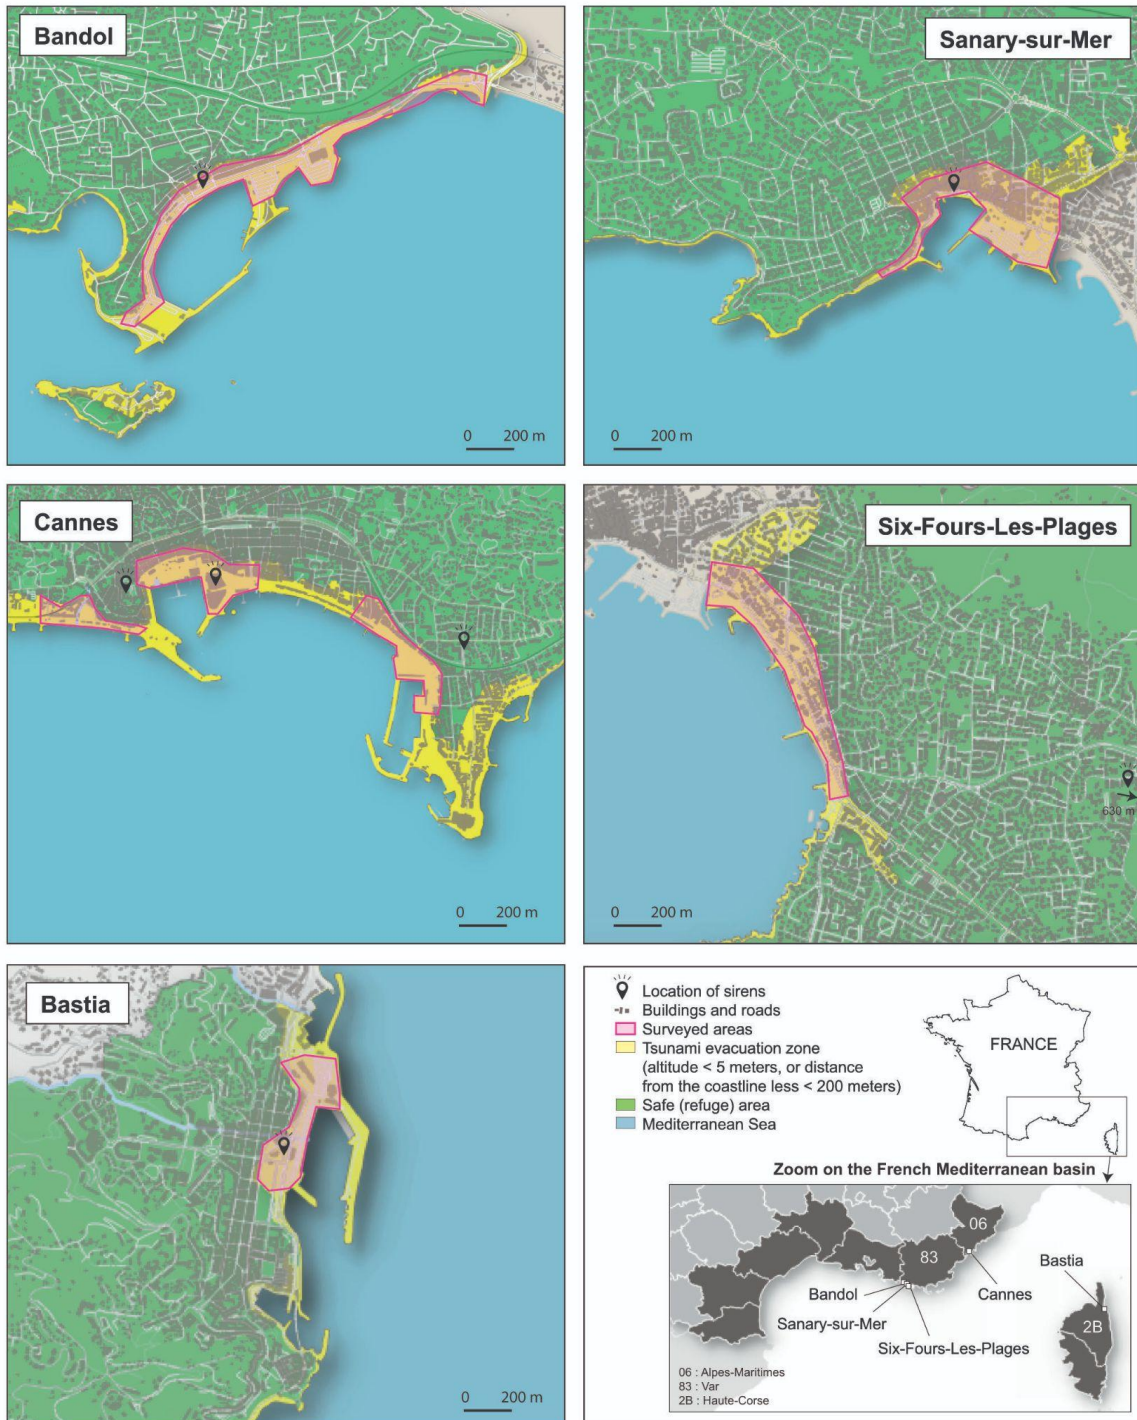 Bandol
0 200 m
Sanary-sur-Mer
0 200 m
Cannes
0 200 m
Six-Fours-Les-Plages
630 m
0 200 m
Bastia
0 200 m
Location of sirens
Buildings and roads
Surveyed areas
Tsunami evacuation zone
(altitude < 5 meters, or distance
from the coastline less < 200 meters)
Safe (refuge) area
Mediterranean Sea
FRANCE
Zoom on the French Mediterranean basin
06
83
Bastia
Bandol
Cannes
Sanary-sur-Mer
2B
Six-Fours-Les-Plages
06 : Alpes-Maritimes
83 : Var
2B : Haute-Corse